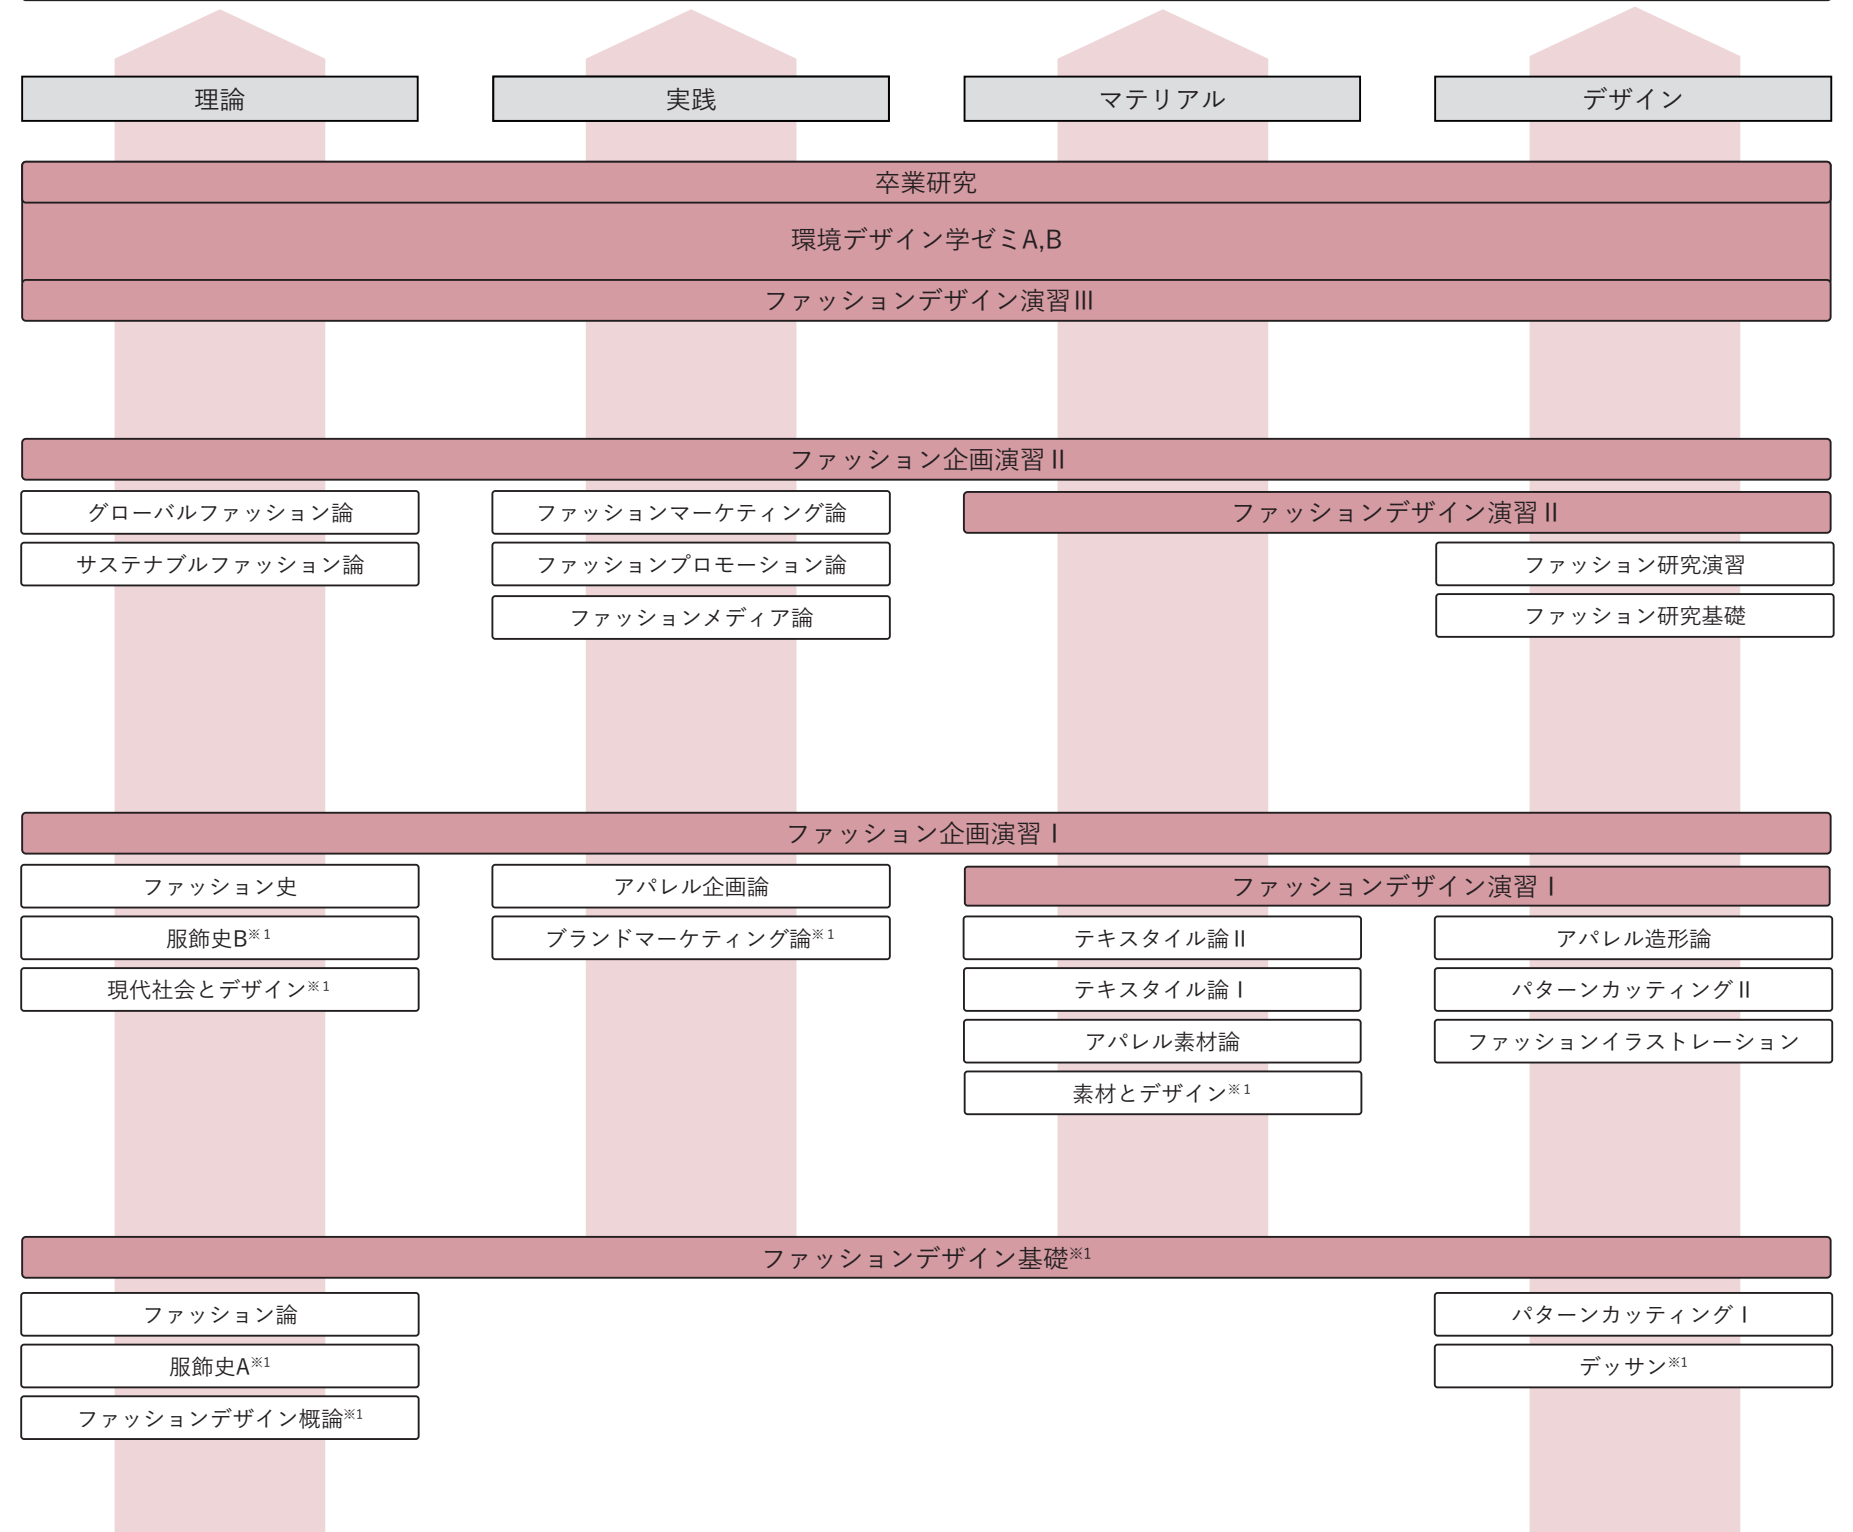 理論
実践
マテリアル
デザイン
卒業研究
環境デザイン学ゼミA,B
ファッションデザイン演習Ⅲ
ファッション企画演習Ⅱ
グローバルファッション論
ファッションマーケティング論
ファッションデザイン演習Ⅱ
サステナブルファッション論
ファッションプロモーション論
ファッション研究演習
ファッションメディア論
ファッション研究基礎
ファッション企画演習Ⅰ
ファッション史
アパレル企画論
ファッションデザイン演習Ⅰ
服飾史B※1
ブランドマーケティング論※1
テキスタイル論Ⅱ
アパレル造形論
現代社会とデザイン※1
テキスタイル論Ⅰ
パターンカッティングⅡ
アパレル素材論
ファッションイラストレーション
素材とデザイン※1
ファッションデザイン基礎※1
ファッション論
パターンカッティングⅠ
服飾史A※1
デッサン※1
ファッションデザイン概論※1